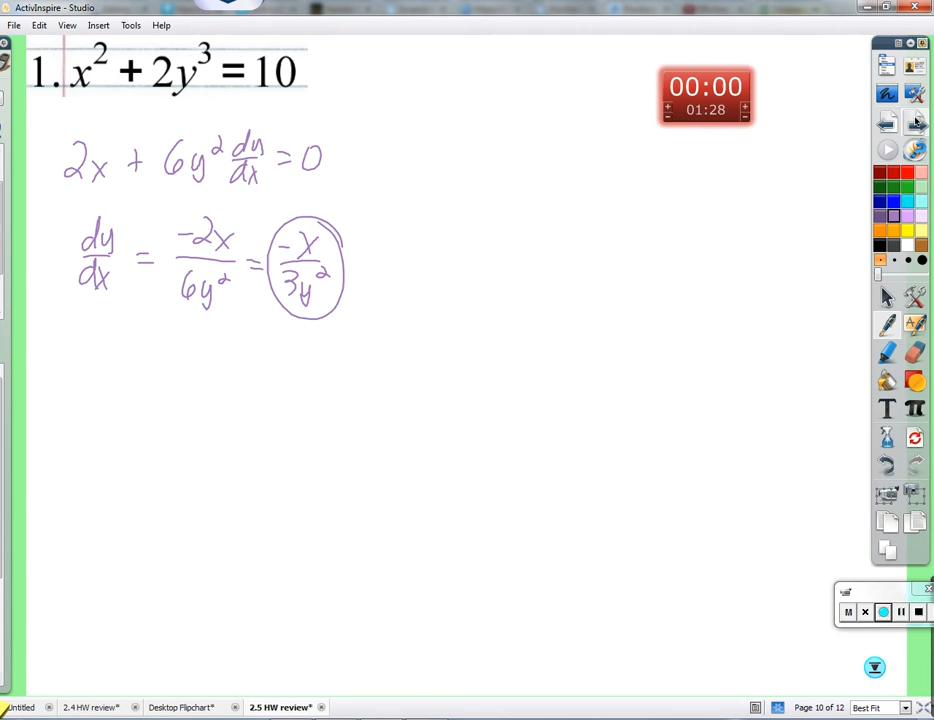 ActivInspire - Studio
File Edit View Insert Tools Help
1. x² + 2y³ = 10
00:00
01:28
2x + 6y² dy/dx = 0
dy/dx = -2x/6y² = -x/3y²
T π
M
Untitled 2.4 HW review* Desktop Flipchart* 2.5 HW review*
Page 10 of 12 Best Fit